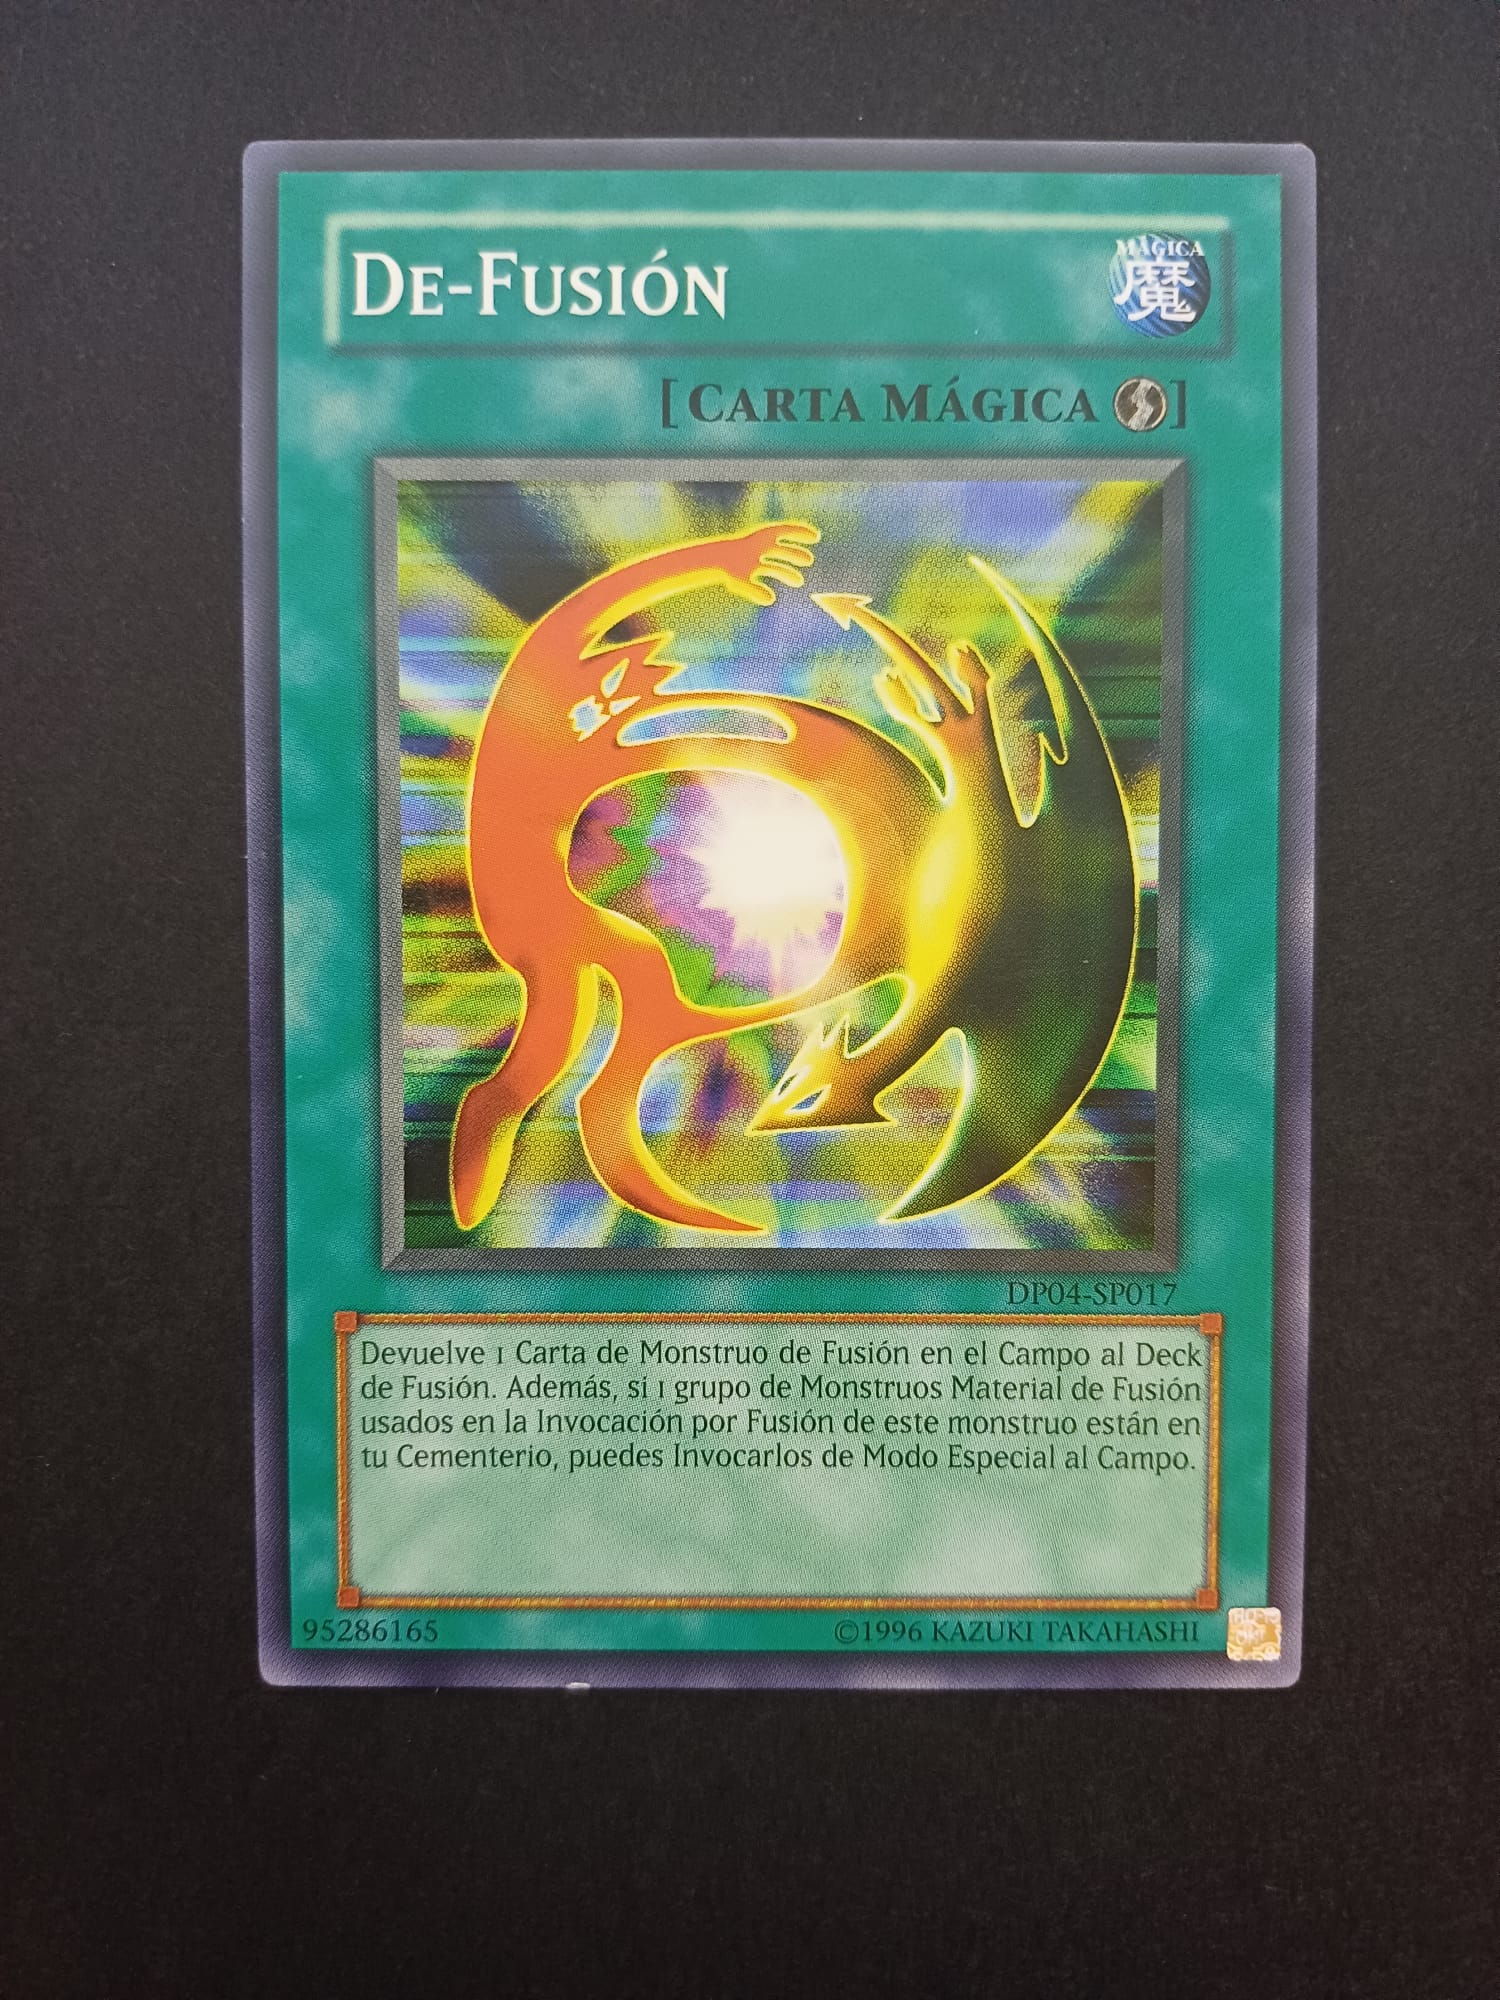 De-Fusión
MÁGICA
魔
[CARTA MÁGICA]
DP04-SP017
Devuelve 1 Carta de Monstruo de Fusión en el Campo al Deck
de Fusión. Además, si 1 grupo de Monstruos Material de Fusión
usados en la Invocación por Fusión de este monstruo están en
tu Cementerio, puedes Invocarlos de Modo Especial al Campo.
95286165
©1996 KAZUKI TAKAHASHI